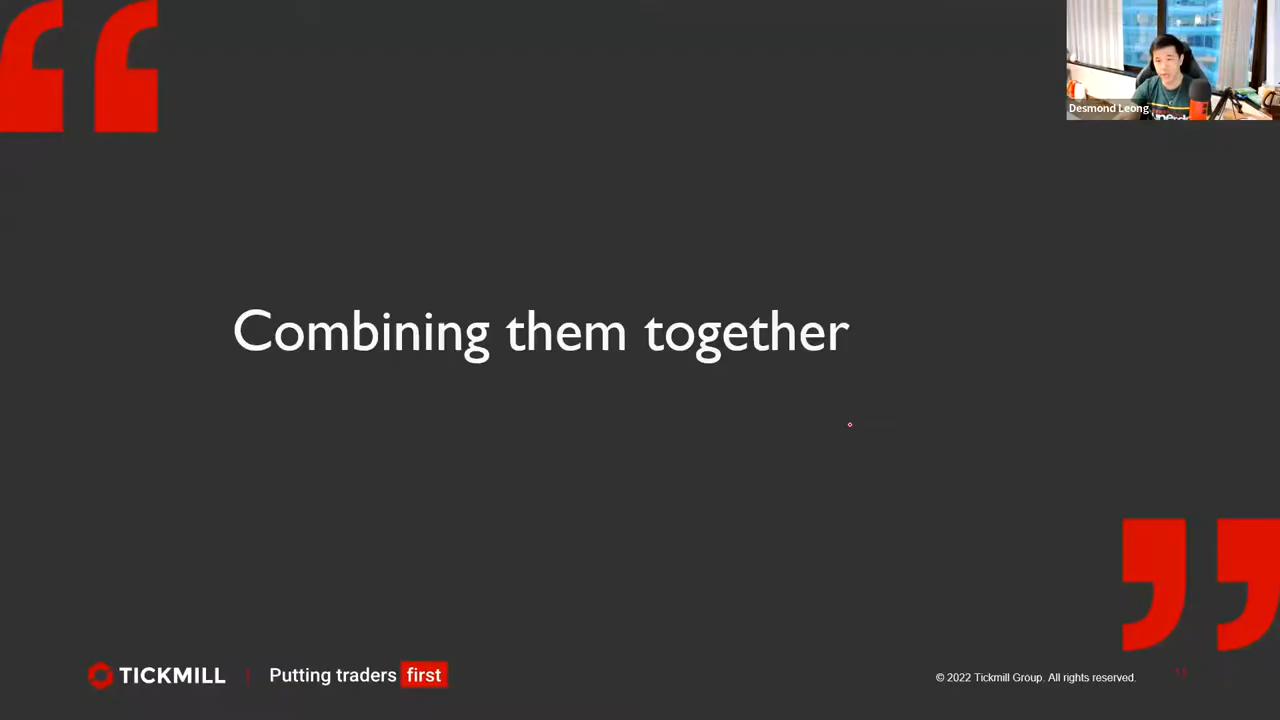 Desmond Leong
Combining them together
TICKMILL | Putting traders first
© 2022 Tickmill Group. All rights reserved.